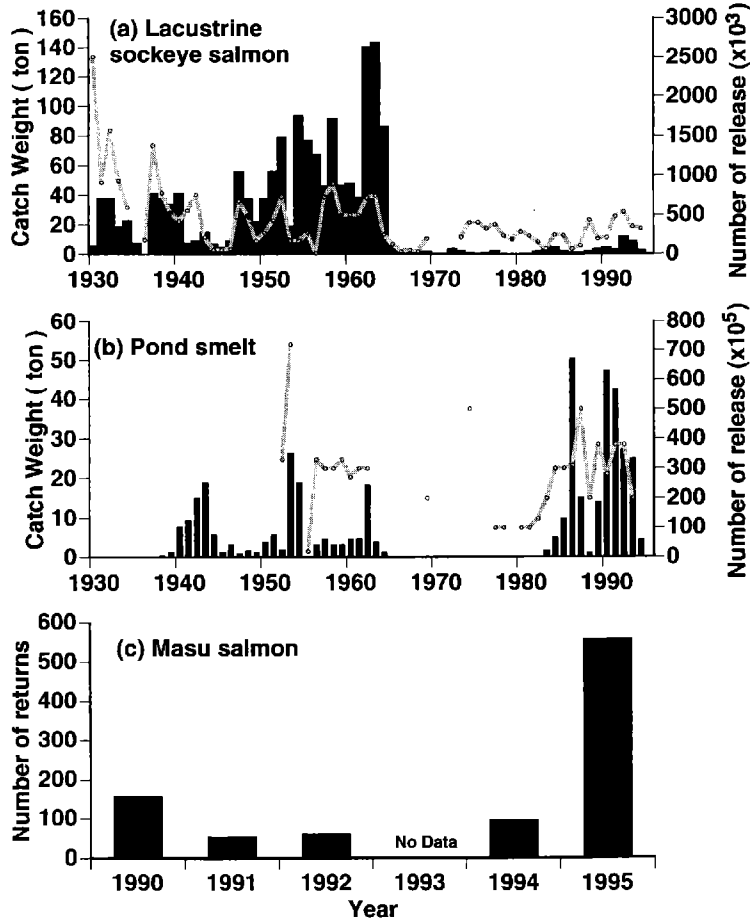 (a) Lacustrine
sockeye salmon
Catch Weight ( ton )
160
140
120
100
80
60
40
20
0
Number of release (x10³)
3000
2500
2000
1500
1000
500
0
1930 1940 1950 1960 1970 1980 1990
(b) Pond smelt
Catch Weight ( ton )
60
50
40
30
20
10
0
Number of release (x10⁵)
800
700
600
500
400
300
200
100
0
1930 1940 1950 1960 1970 1980 1990
(c) Masu salmon
Number of returns
600
500
400
300
200
100
0
No Data
1990 1991 1992 1993 1994 1995
Year